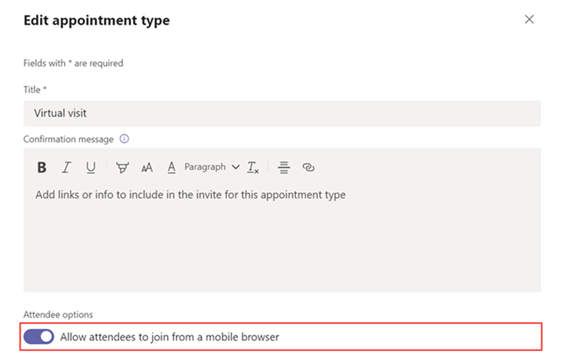 Edit appointment type
Fields with * are required
Title *
Virtual visit
Confirmation message
B I U AA A Paragraph Tx
Add links or info to include in the invite for this appointment type
Attendee options
Allow attendees to join from a mobile browser